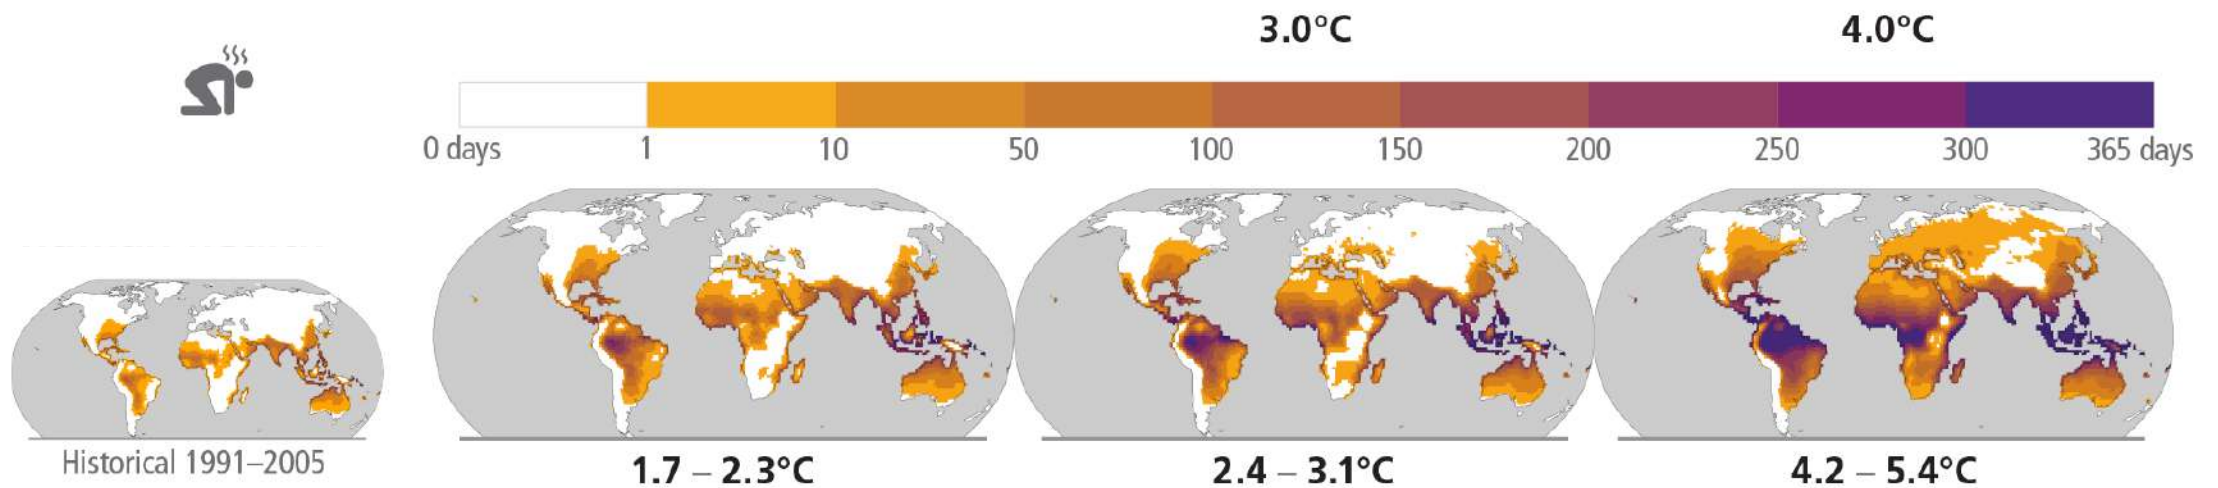 3.0°C
4.0°C
0 days
1
10
50
100
150
200
250
300
365 days
Historical 1991–2005
1.7 – 2.3°C
2.4 – 3.1°C
4.2 – 5.4°C